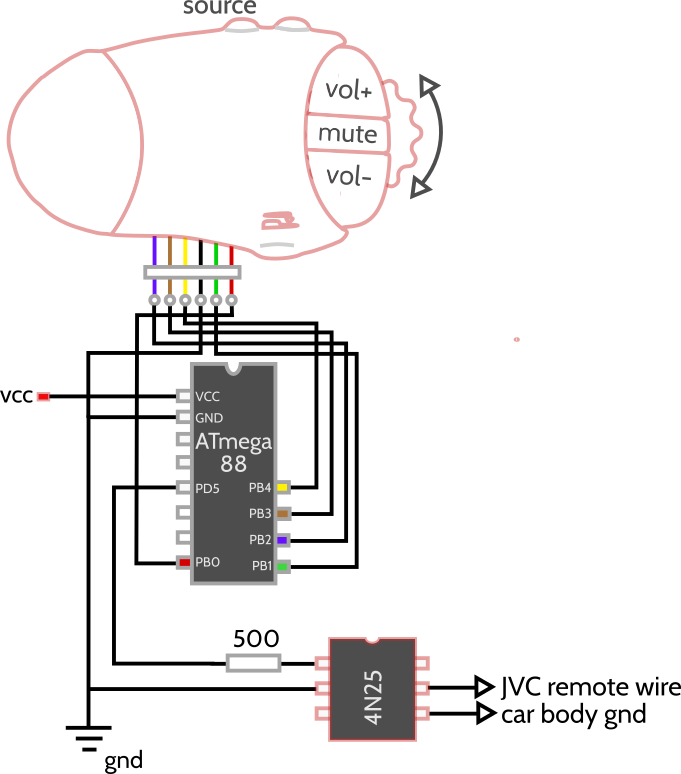 source
vol+
mute
vol-
vcc
VCC
GND
ATmega
88
PD5
PB4
PB3
PB2
PB0
PB1
500
4N25
JVC remote wire
car body gnd
gnd